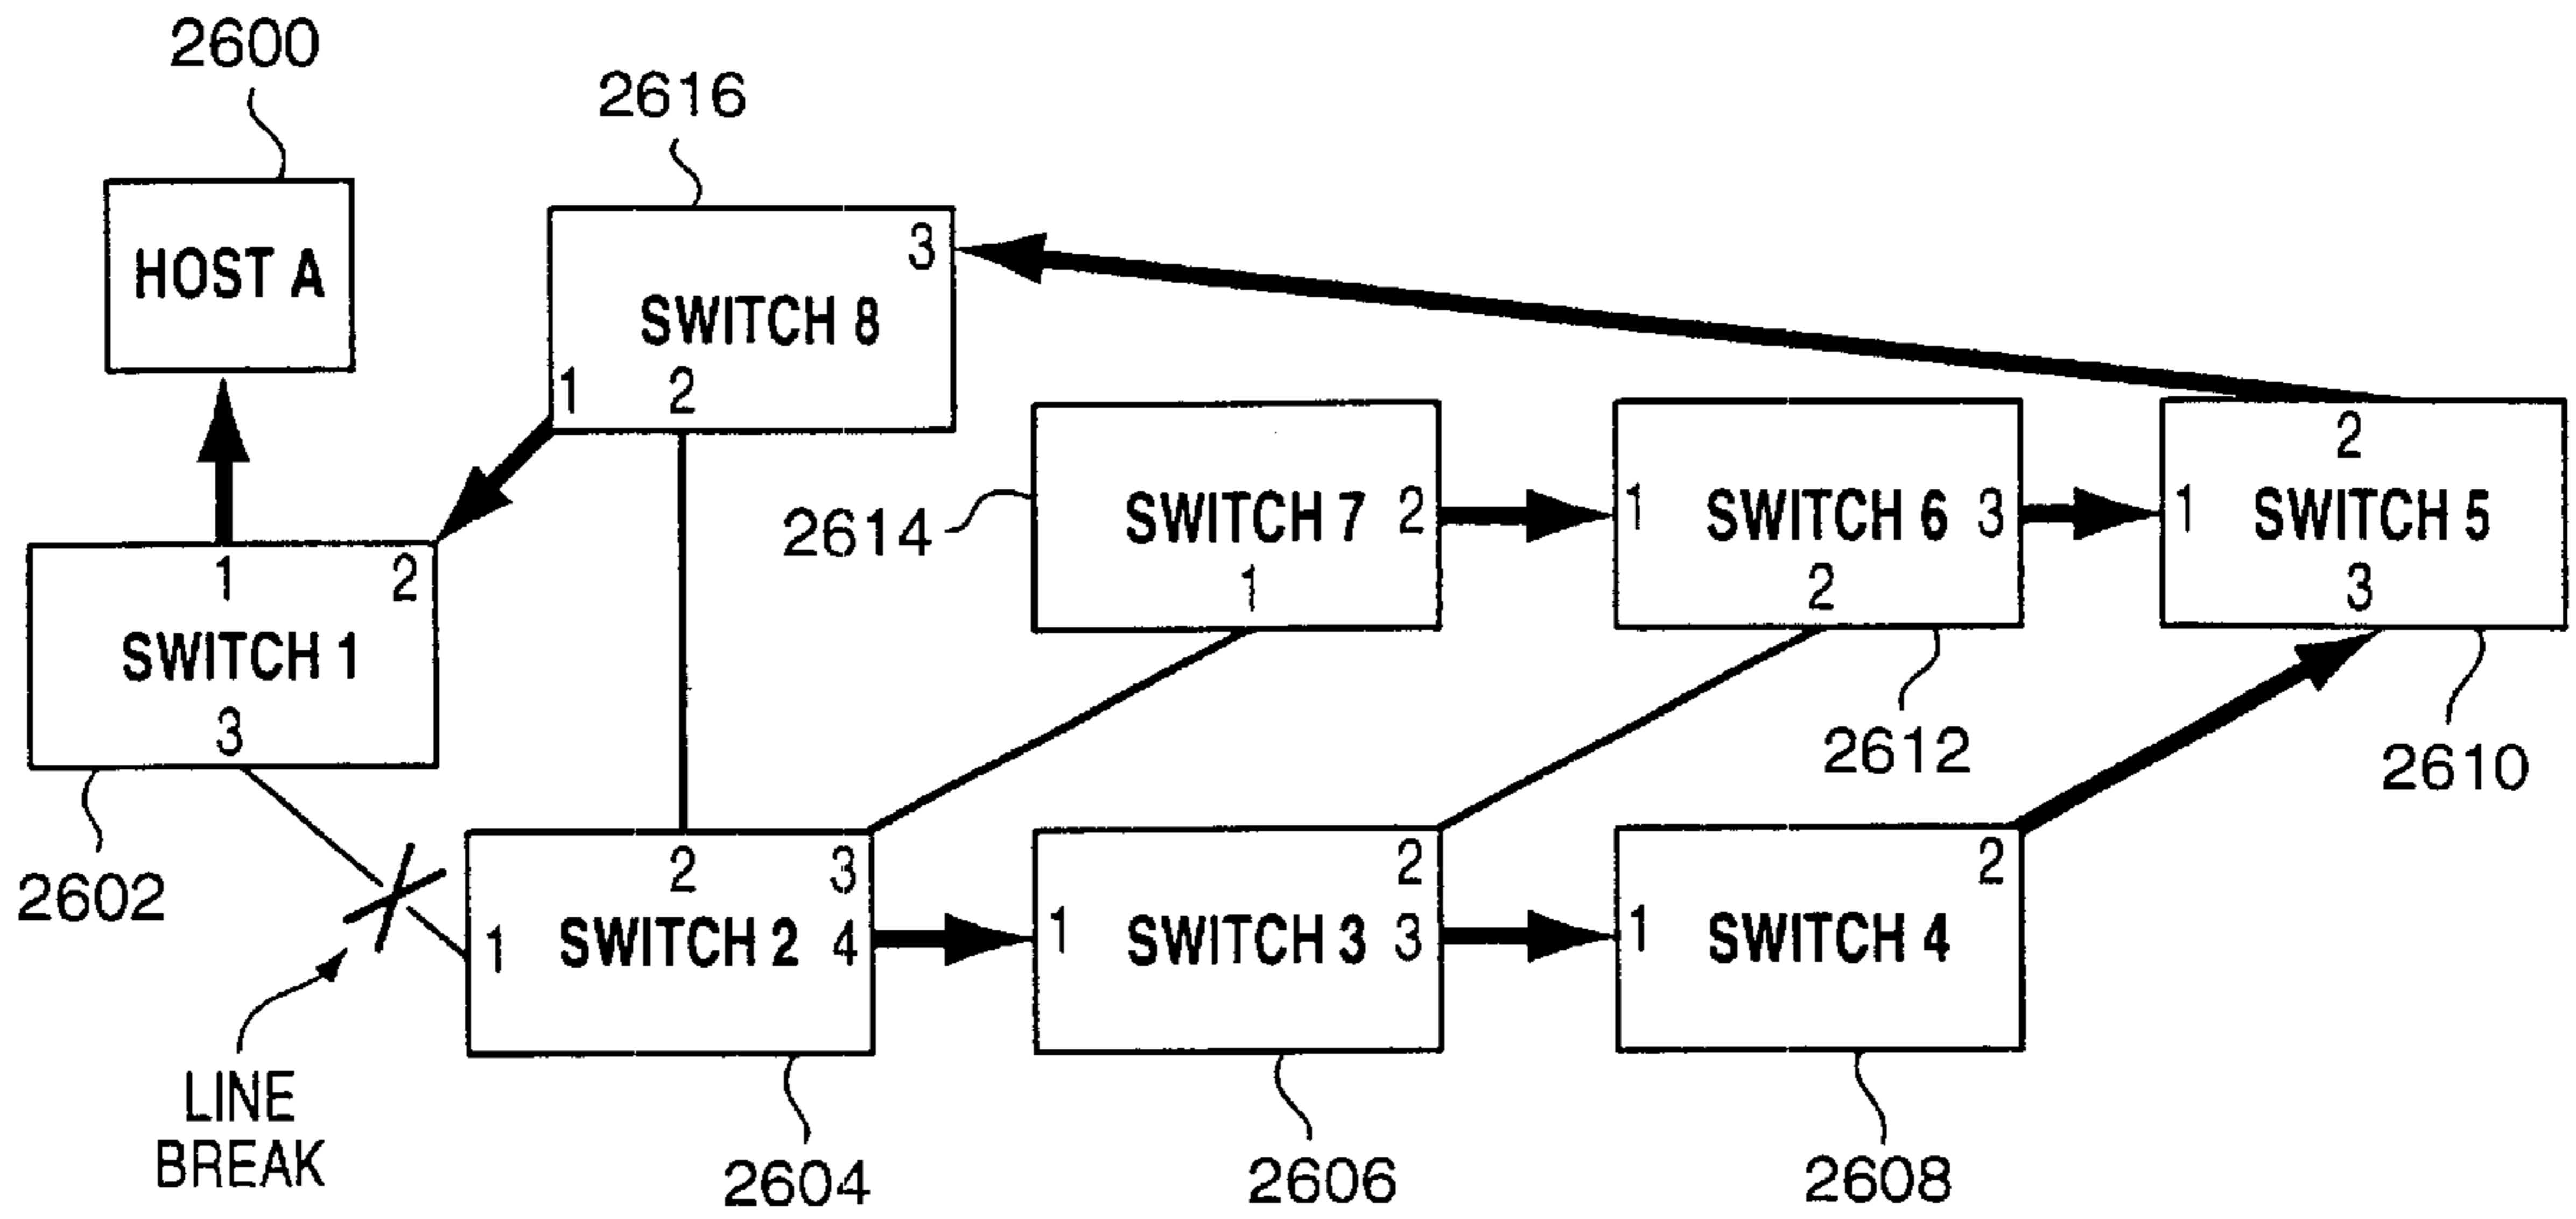 2600
2616
HOST A
3
SWITCH 8
1 2
2
2614
SWITCH 7 2
1
1 SWITCH 6 3
2
1 SWITCH 5
3
1 2
SWITCH 1
3
2612
2610
2602
2 3
1 SWITCH 2 4
2
1 SWITCH 3 3
2
1 SWITCH 4
LINE
BREAK
2604
2606
2608